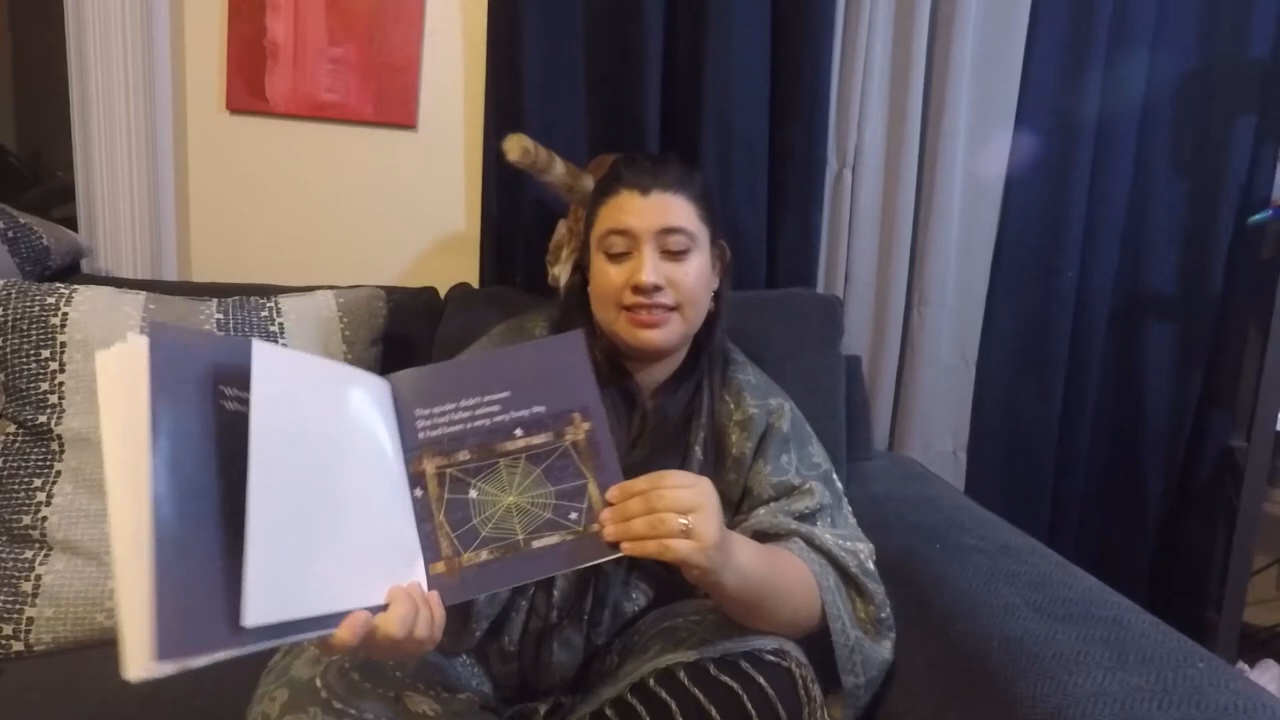 The spider didn't answer.
She had fallen asleep.
It had been a very, very busy day.